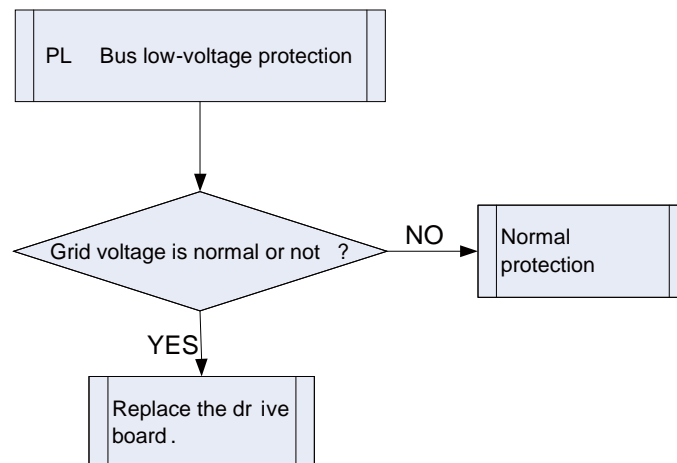 PL Bus low-voltage protection
Grid voltage is normal or not ?
NO
Normal
protection
YES
Replace the dr ive
board .